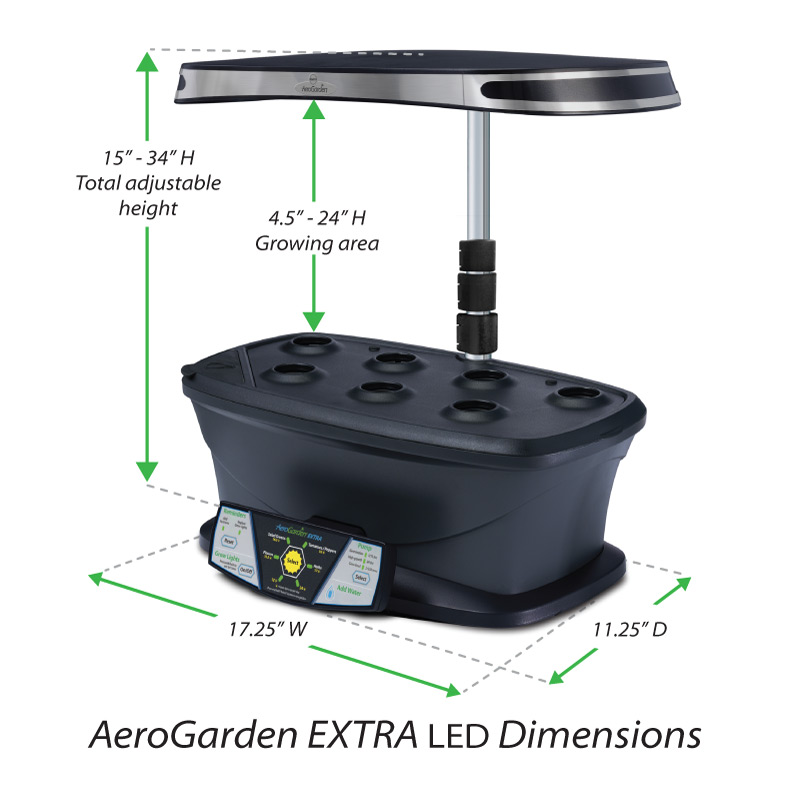 AeroGarden
15” - 34” H
Total adjustable
height
4.5” - 24” H
Growing area
AeroGarden EXTRA
Reminders
Reset
Grow Lights
On/Off
Select
Pump
Select
Add Water
17.25” W
11.25” D
AeroGarden EXTRA LED Dimensions